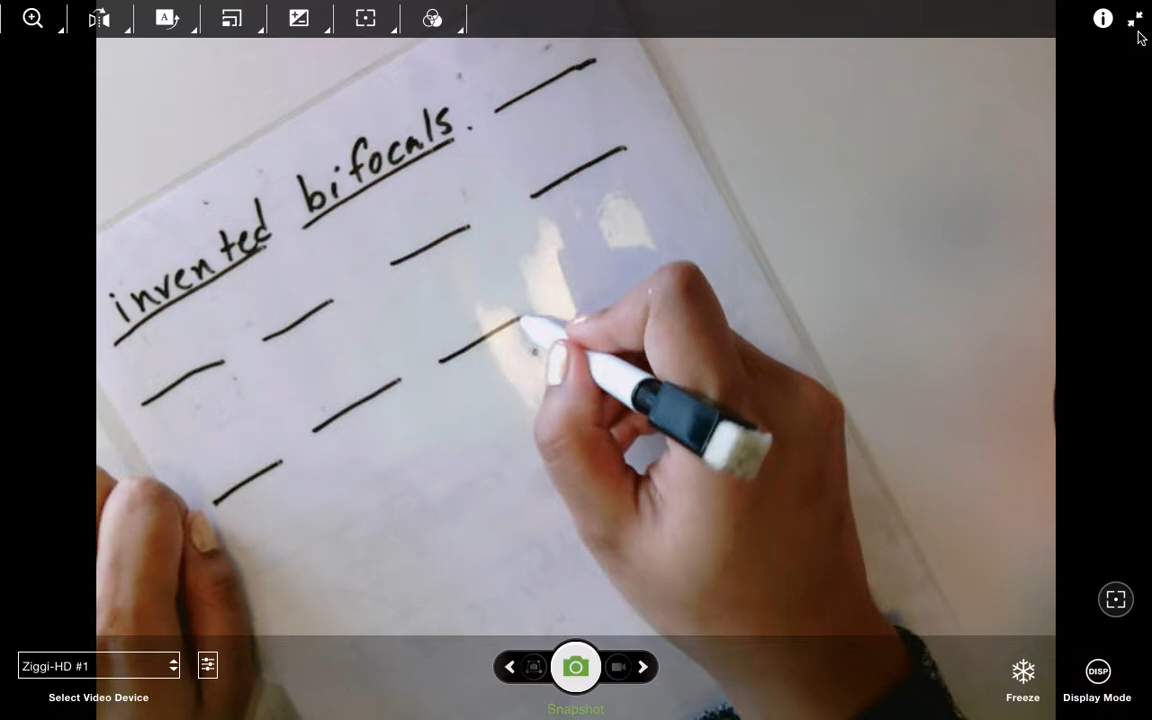 invented bifocals.
A
i
Ziggi-HD #1
Select Video Device
Snapshot
Freeze
DISP
Display Mode